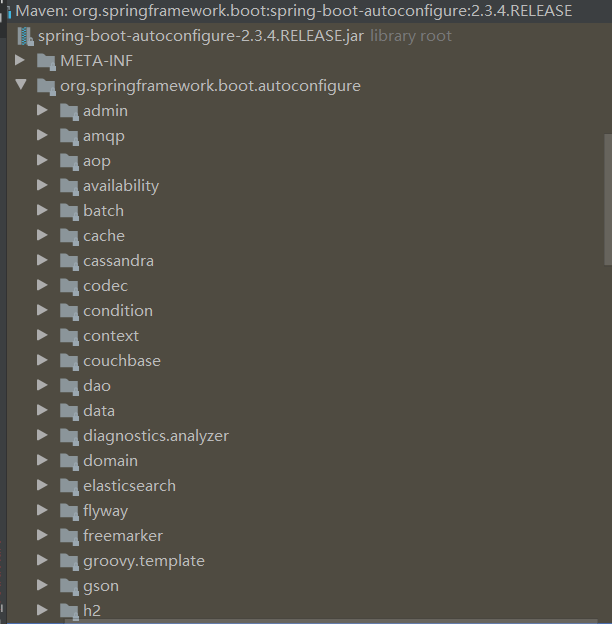 Maven: org.springframework.boot:spring-boot-autoconfigure:2.3.4.RELEASE
spring-boot-autoconfigure-2.3.4.RELEASE.jar library root
META-INF
org.springframework.boot.autoconfigure
admin
amqp
aop
availability
batch
cache
cassandra
codec
condition
context
couchbase
dao
data
diagnostics.analyzer
domain
elasticsearch
flyway
freemarker
groovy.template
gson
h2